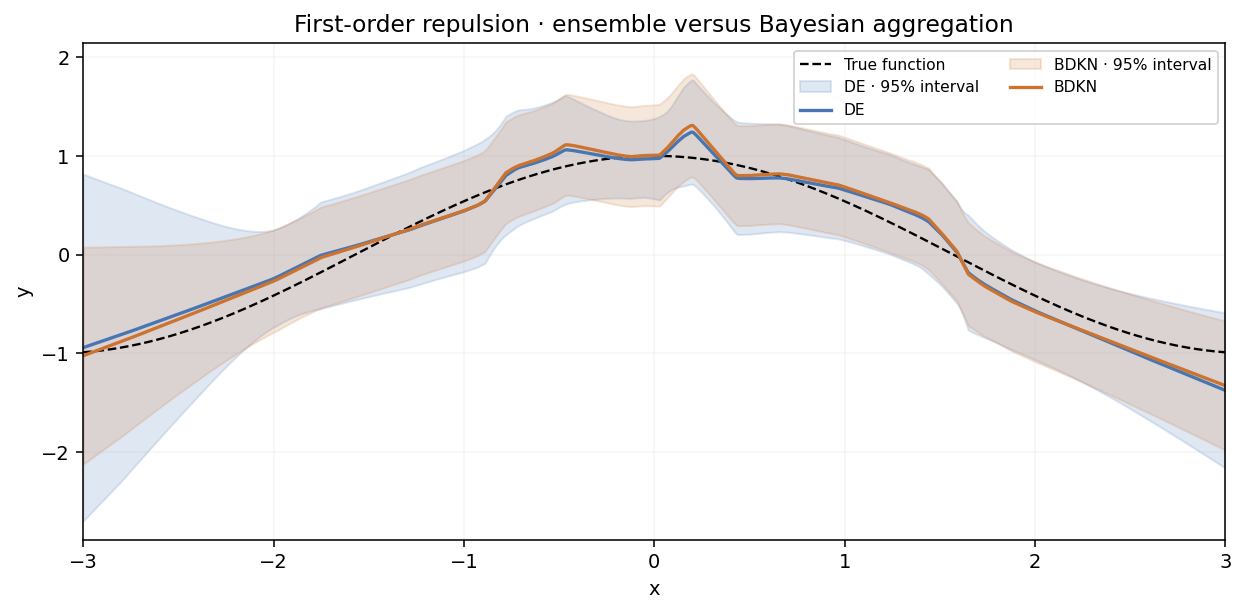 First-order repulsion · ensemble versus Bayesian aggregation
True function
DE · 95% interval
DE
BDKN · 95% interval
BDKN
y
2
1
0
−1
−2
−3
−2
−1
0
1
2
3
x